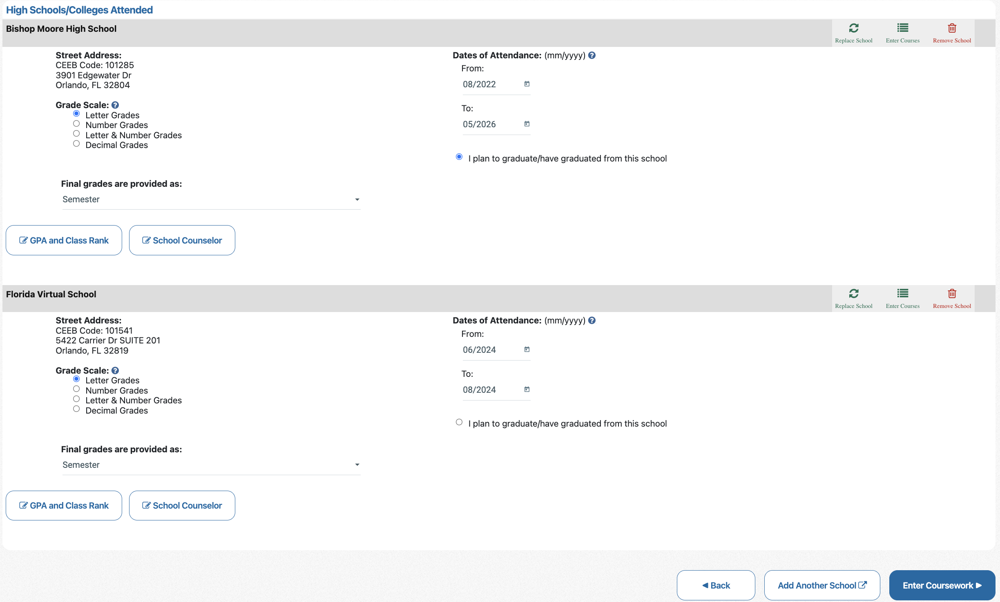 High Schools/Colleges Attended
Bishop Moore High School
Replace School
Enter Courses
Remove School
Street Address:
CEEB Code: 101285
3901 Edgewater Dr
Orlando, FL 32804
Grade Scale:
Letter Grades
Number Grades
Letter & Number Grades
Decimal Grades
Dates of Attendance: (mm/yyyy)
From:
08/2022
To:
05/2026
I plan to graduate/have graduated from this school
Final grades are provided as:
Semester
GPA and Class Rank
School Counselor
Florida Virtual School
Replace School
Enter Courses
Remove School
Street Address:
CEEB Code: 101541
5422 Carrier Dr SUITE 201
Orlando, FL 32819
Grade Scale:
Letter Grades
Number Grades
Letter & Number Grades
Decimal Grades
Dates of Attendance: (mm/yyyy)
From:
06/2024
To:
08/2024
I plan to graduate/have graduated from this school
Final grades are provided as:
Semester
GPA and Class Rank
School Counselor
Back
Add Another School
Enter Coursework